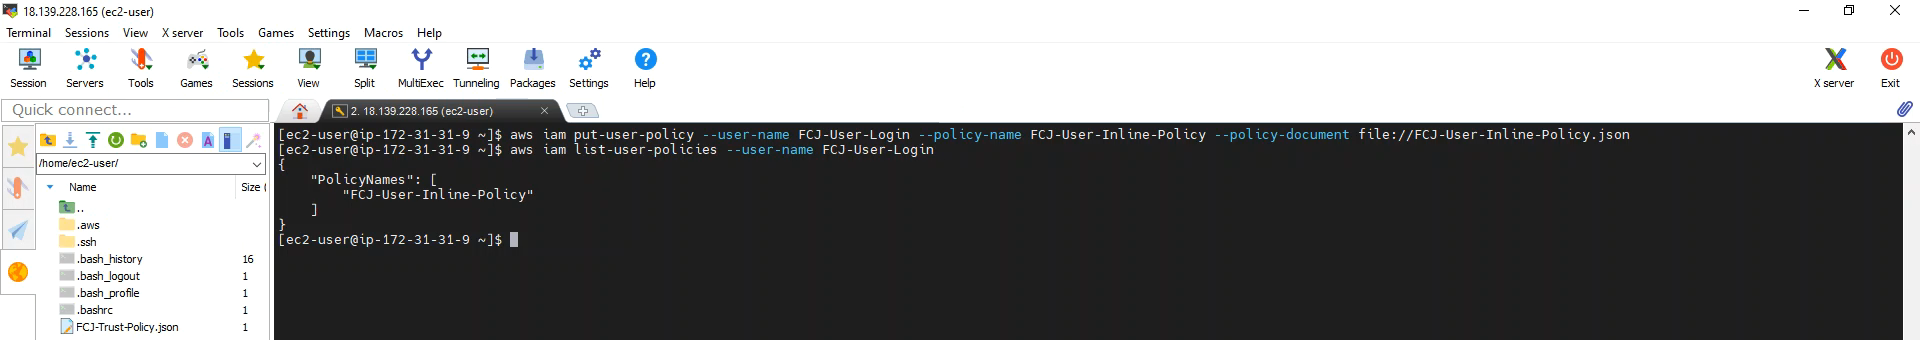 18.139.228.165 (ec2-user)
Terminal Sessions View X server Tools Games Settings Macros Help
Session Servers Tools Games Sessions View Split MultiExec Tunneling Packages Settings Help X server Exit
Quick connect...
2. 18.139.228.165 (ec2-user)
/home/ec2-user/
Name Size (
..
.aws
.ssh
.bash_history 16
.bash_logout 1
.bash_profile 1
.bashrc 1
FCJ-Trust-Policy.json 1
[ec2-user@ip-172-31-31-9 ~]$ aws iam put-user-policy --user-name FCJ-User-Login --policy-name FCJ-User-Inline-Policy --policy-document file://FCJ-User-Inline-Policy.json
[ec2-user@ip-172-31-31-9 ~]$ aws iam list-user-policies --user-name FCJ-User-Login
{
    "PolicyNames": [
        "FCJ-User-Inline-Policy"
    ]
}
[ec2-user@ip-172-31-31-9 ~]$